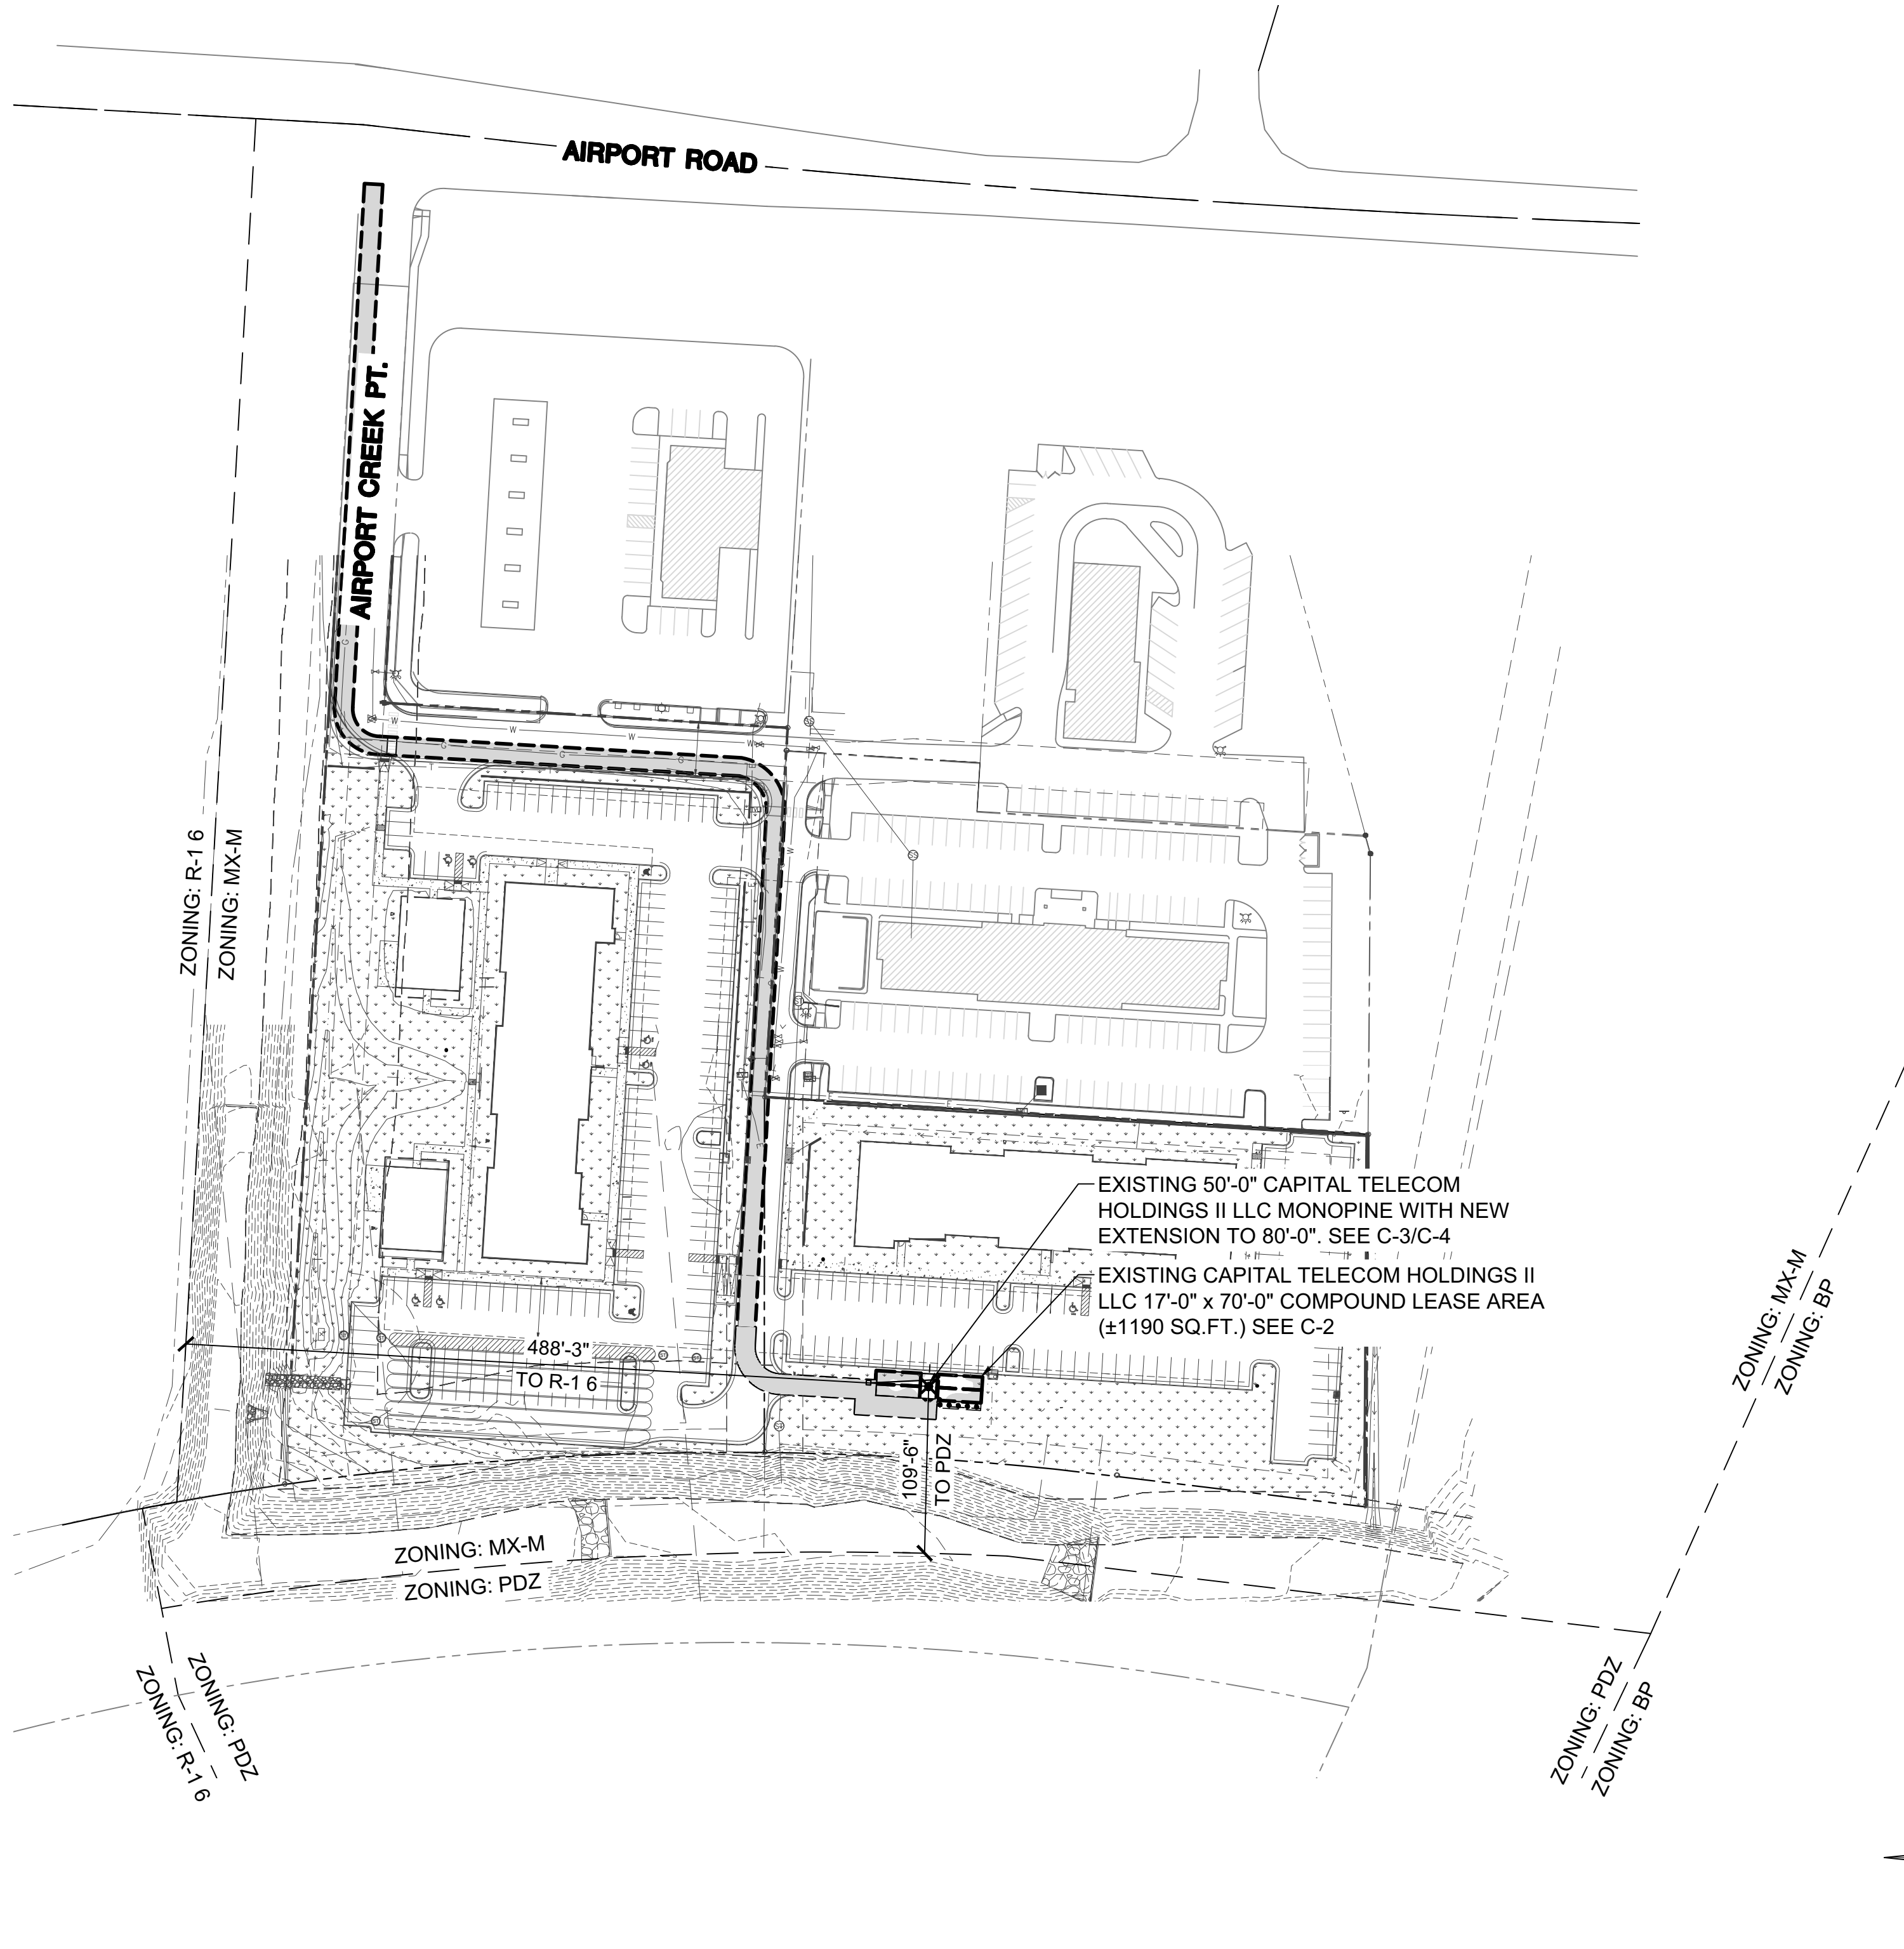 AIRPORT ROAD
AIRPORT CREEK PT.
G
W
W
W
W
G
G
G
W
W
SS
SS
ZONING: R-1 6
ZONING: MX-M
EXISTING 50'-0" CAPITAL TELECOM
HOLDINGS II LLC MONOPINE WITH NEW
EXTENSION TO 80'-0". SEE C-3/C-4
EXISTING CAPITAL TELECOM HOLDINGS II
LLC 17'-0" x 70'-0" COMPOUND LEASE AREA
(±1190 SQ.FT.) SEE C-2
ZONING: MX-M
ZONING: BP
488'-3"
TO R-1 6
109'-6"
TO PDZ
ZONING: MX-M
ZONING: PDZ
ZONING: PDZ
ZONING: R-1 6
ZONING: PDZ
ZONING: BP